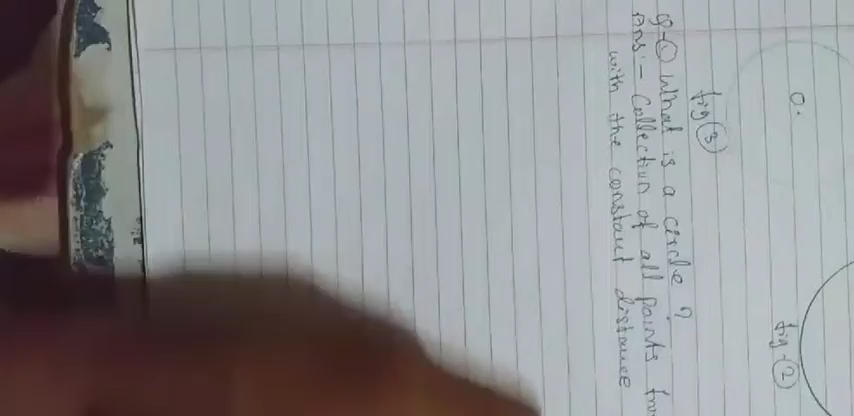 O.
fig-②
fig ③
Q-① What is a circle ?
Ans:- Collection of all points
with the constant distance